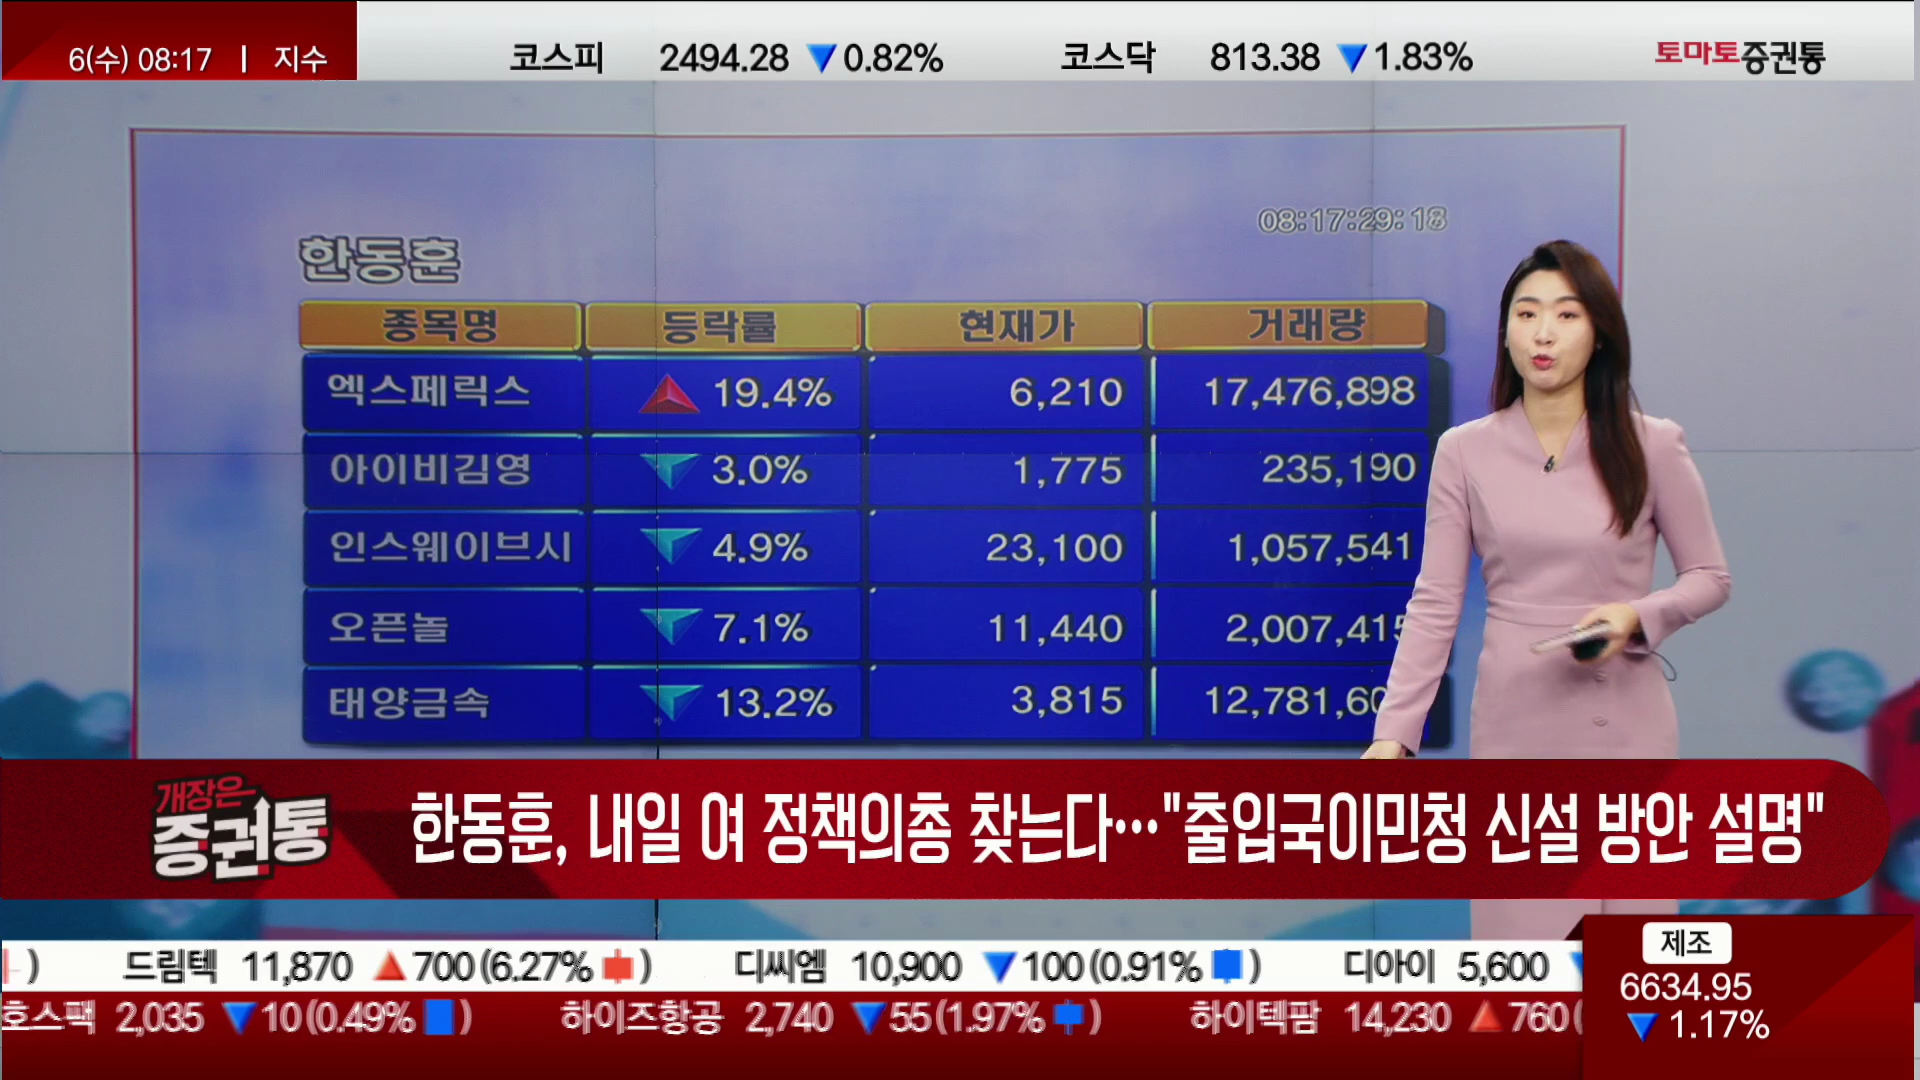 6(수) 08:17 | 지수 코스피 2494.28 ▼0.82% 코스닥 813.38 ▼1.83% 토마토증권통
08:17:29:18
한동훈
종목명 등락률 현재가 거래량
엑스페릭스 ▲ 19.4% 6,210 17,476,898
아이비김영 ▼ 3.0% 1,775 235,190
인스웨이브시 ▼ 4.9% 23,100 1,057,541
오픈놀 ▼ 7.1% 11,440 2,007,415
태양금속 ▼ 13.2% 3,815 12,781,60
개장은
증권통
한동훈, 내일 여 정책의총 찾는다…"출입국이민청 신설 방안 설명"
) 드림텍 11,870 ▲700(6.27% ) 디씨엠 10,900 ▼100(0.91% ) 디아이 5,600 ▼
호스팩 2,035 ▼10(0.49% ) 하이즈항공 2,740 ▼55(1.97% ) 하이텍팜 14,230 ▲760(
제조
6634.95
▼1.17%